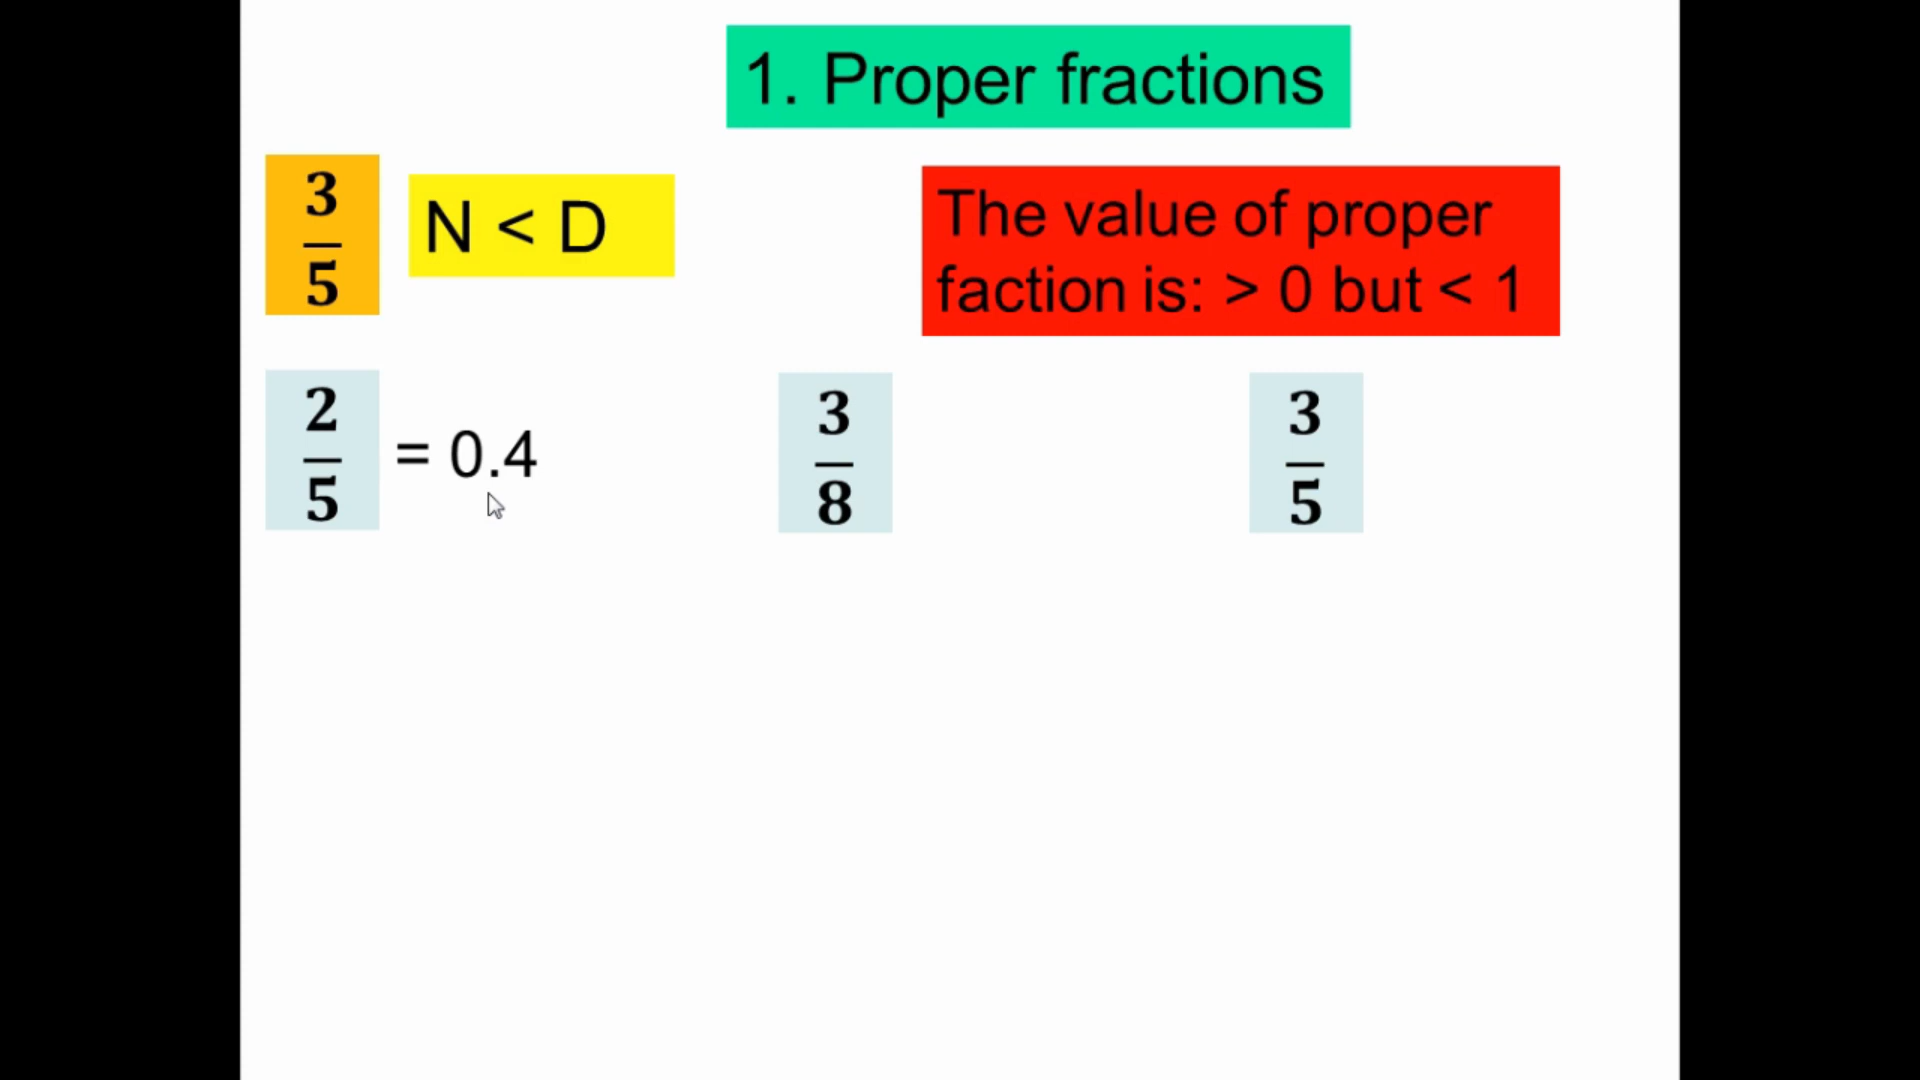 1. Proper fractions
3
5
N < D
The value of proper
faction is: > 0 but < 1
2
5
= 0.4
3
8
3
5